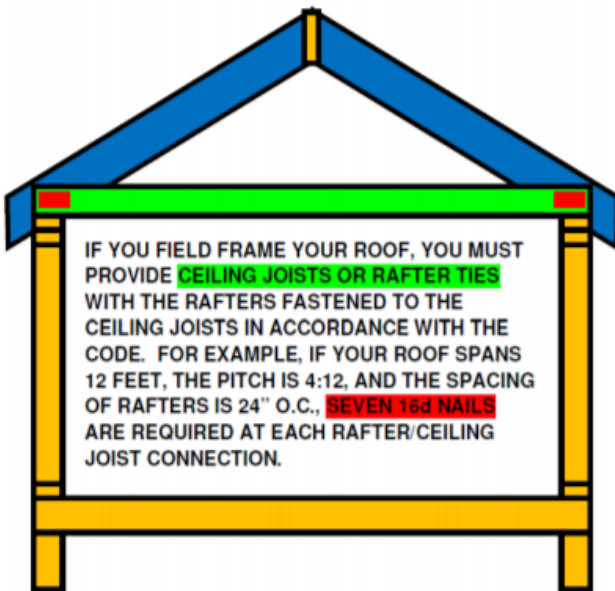 IF YOU FIELD FRAME YOUR ROOF, YOU MUST
PROVIDE CEILING JOISTS OR RAFTER TIES
WITH THE RAFTERS FASTENED TO THE
CEILING JOISTS IN ACCORDANCE WITH THE
CODE. FOR EXAMPLE, IF YOUR ROOF SPANS
12 FEET, THE PITCH IS 4:12, AND THE SPACING
OF RAFTERS IS 24" O.C., SEVEN 16d NAILS
ARE REQUIRED AT EACH RAFTER/CEILING
JOIST CONNECTION.